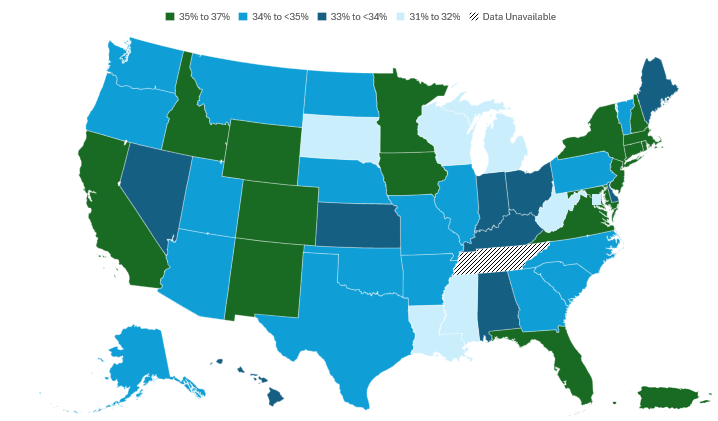 35% to 37% 34% to <35% 33% to <34% 31% to 32% Data Unavailable